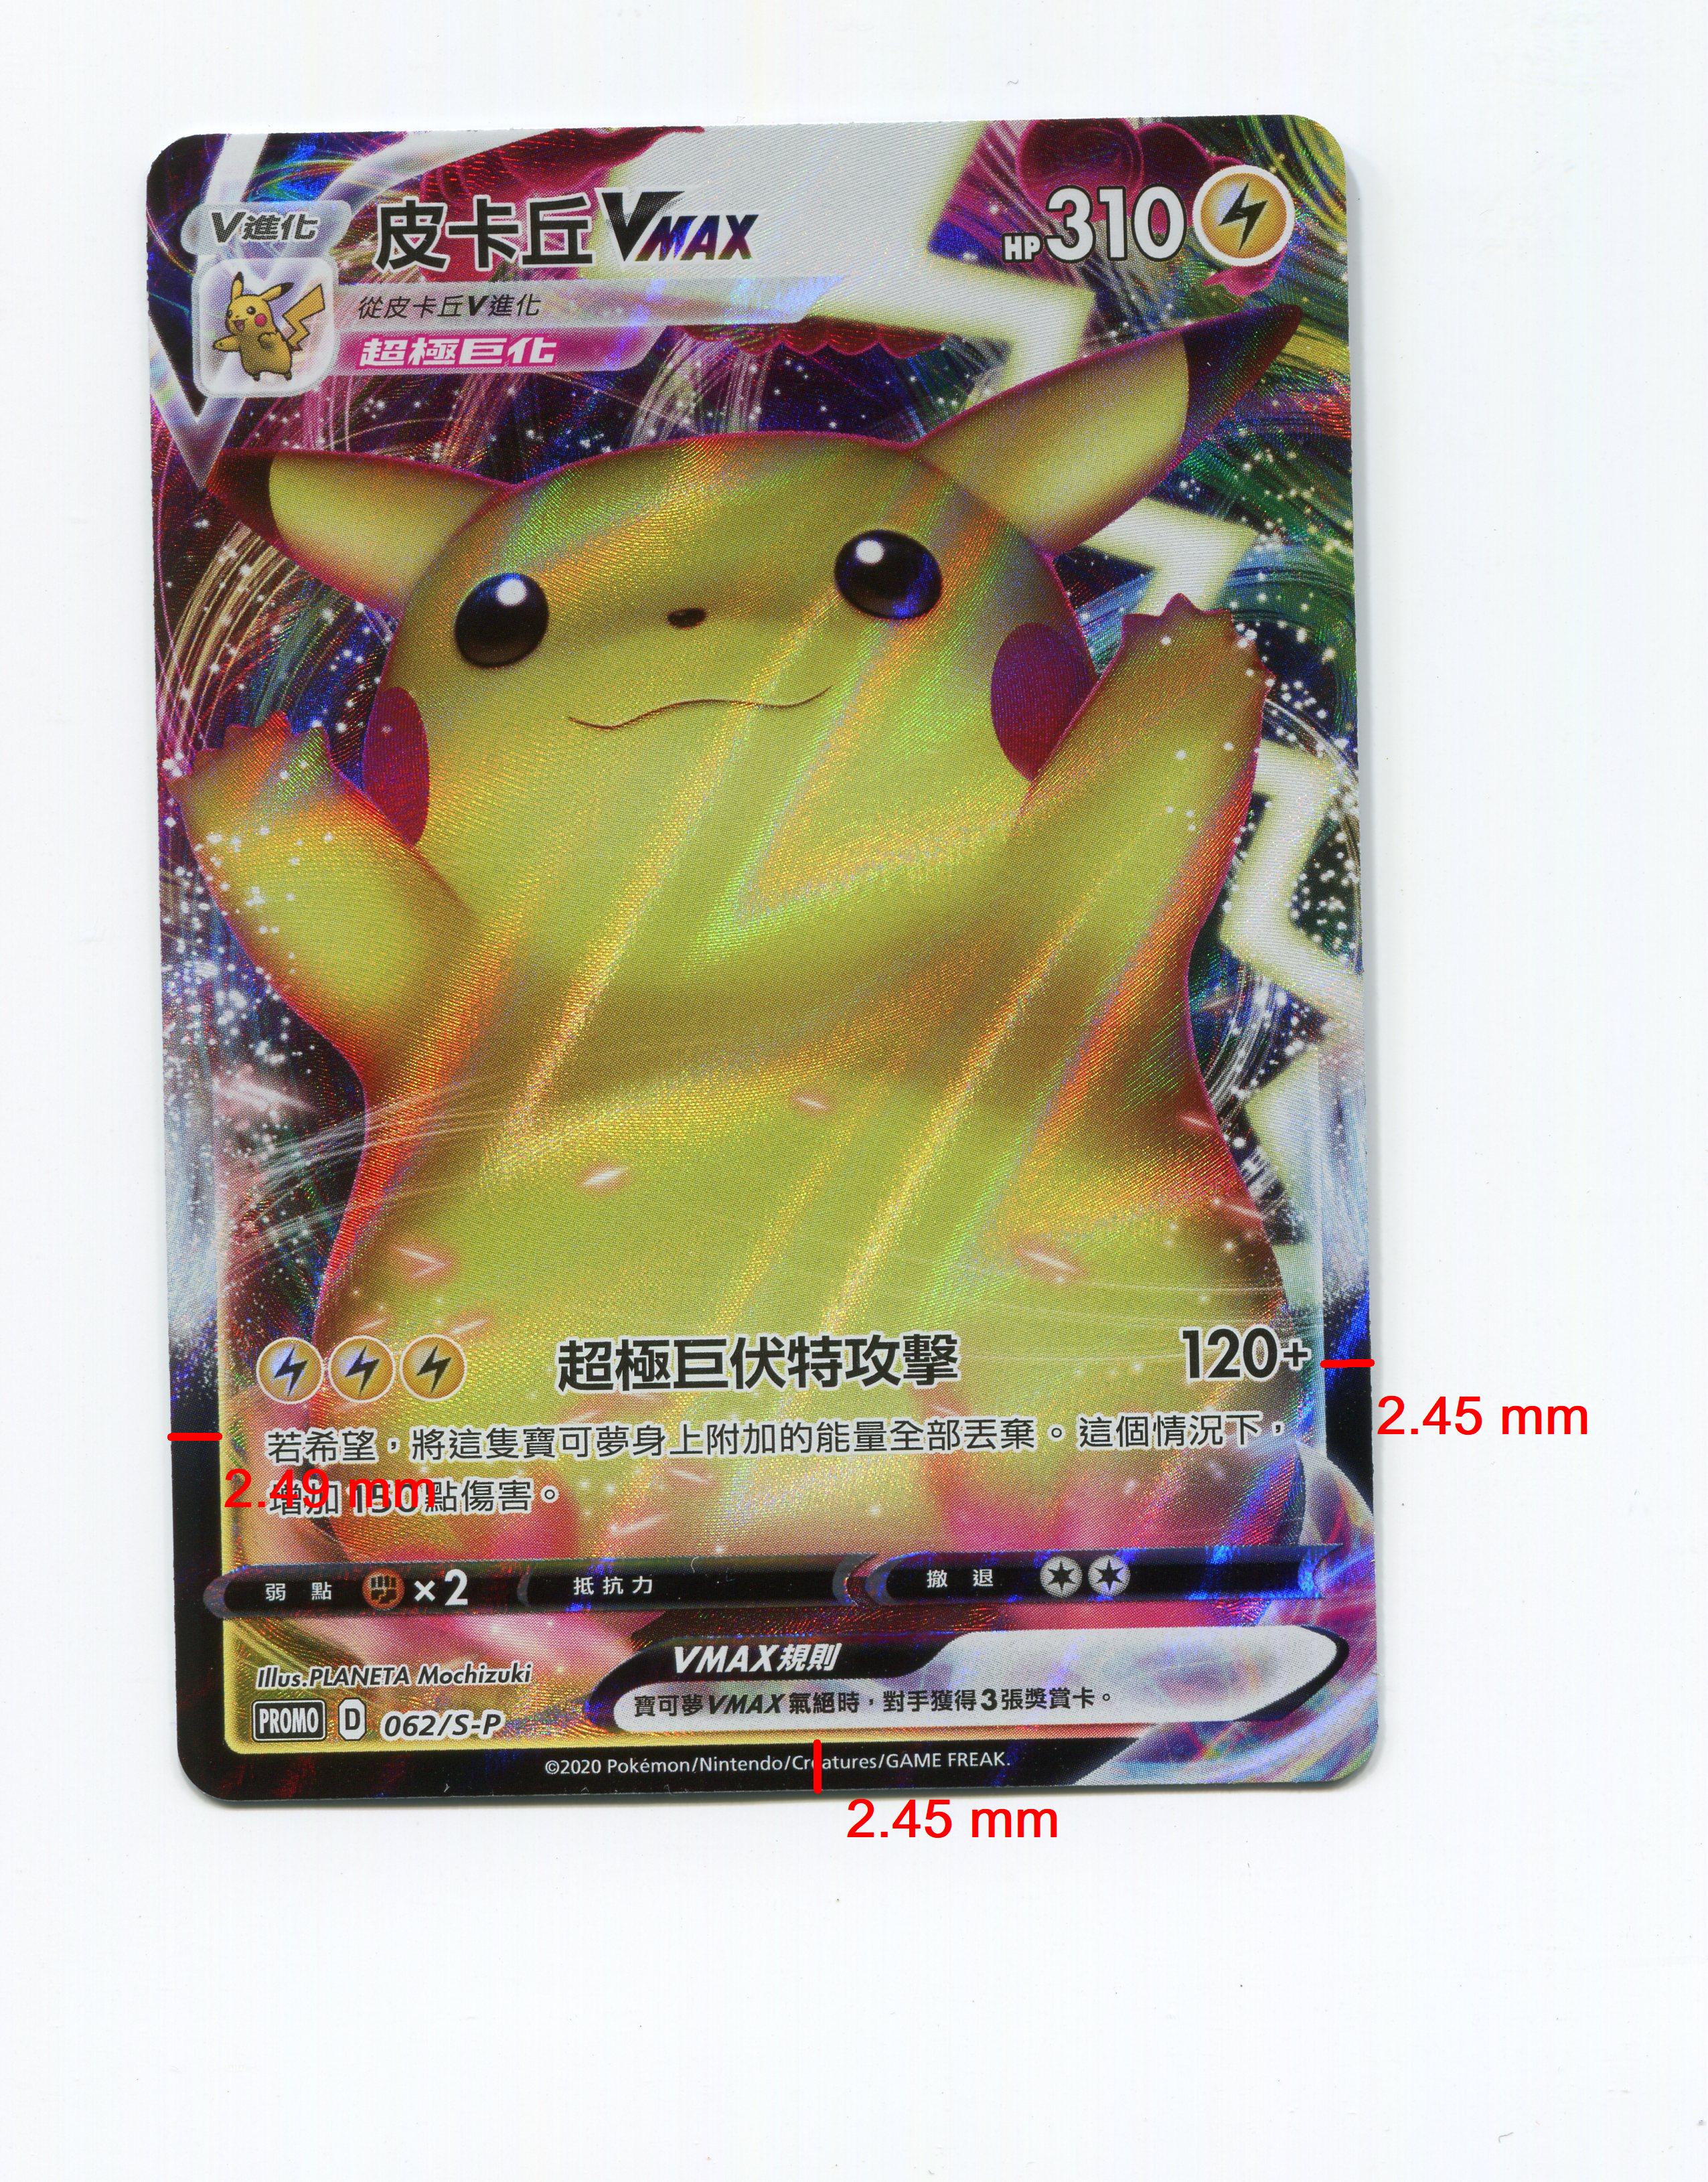 V進化
皮卡丘VMAX
HP310
從皮卡丘V進化
超極巨化
超極巨伏特攻擊
120+
2.45 mm
若希望，將這隻寶可夢身上附加的能量全部丟棄。這個情況下，
增加150點傷害。
2.49 mm
弱點 ×2
抵抗力
撤退
VMAX規則
寶可夢VMAX氣絕時，對手獲得3張獎賞卡。
Illus.PLANETA Mochizuki
PROMO D 062/S-P
©2020 Pokémon/Nintendo/Creatures/GAME FREAK.
2.45 mm